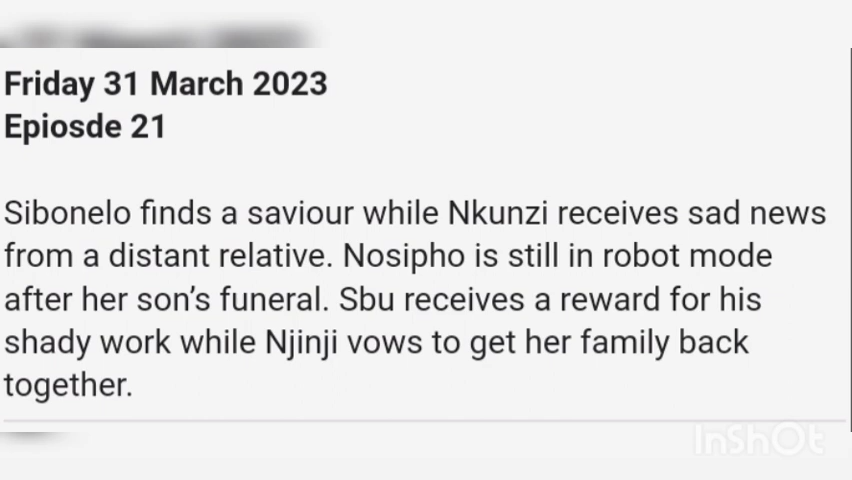 Friday 31 March 2023
Epiosde 21
Sibonelo finds a saviour while Nkunzi receives sad news
from a distant relative. Nosipho is still in robot mode
after her son's funeral. Sbu receives a reward for his
shady work while Njinji vows to get her family back
together.
InShOt